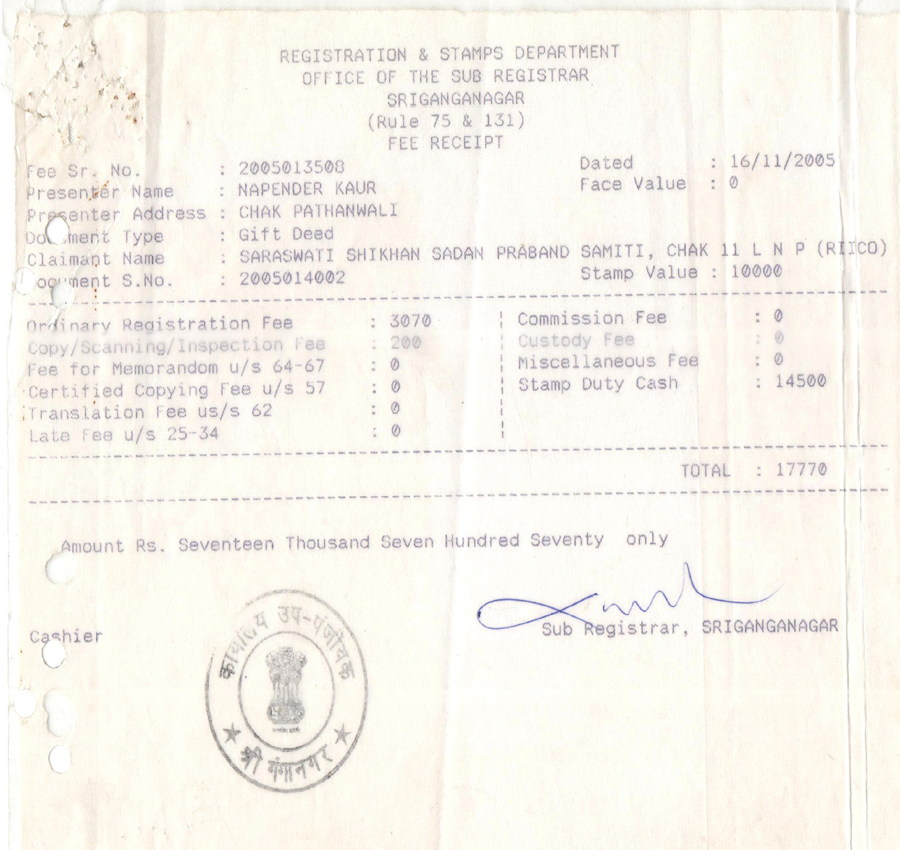 REGISTRATION & STAMPS DEPARTMENT
OFFICE OF THE SUB REGISTRAR
SRIGANGANAGAR
(Rule 75 & 131)
FEE RECEIPT
Fee Sr. No. : 2005013508 Dated : 16/11/2005
Presenter Name : NAPENDER KAUR Face Value : 0
Presenter Address : CHAK PATHANWALI
Document Type : Gift Deed
Claimant Name : SARASWATI SHIKHAN SADAN PRABAND SAMITI, CHAK 11 L N P (RIICO)
Document S.No. : 2005014002 Stamp Value : 10000
Ordinary Registration Fee : 3070 Commission Fee : 0
Copy/Scanning/Inspection Fee : 200 Custody Fee : 0
Fee for Memorandom u/s 64-67 : 0 Miscellaneous Fee : 0
Certified Copying Fee u/s 57 : 0 Stamp Duty Cash : 14500
Translation Fee us/s 62 : 0
Late Fee u/s 25-34 : 0
TOTAL : 17770
Amount Rs. Seventeen Thousand Seven Hundred Seventy only
Cashier Sub Registrar, SRIGANGANAGAR
कार्यालय उप-पंजीयक
श्री गंगानगर